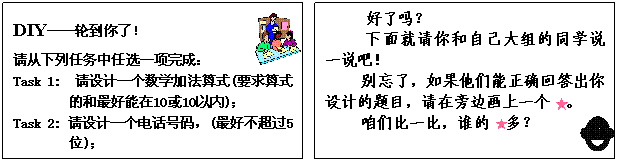 DIY——轮到你了！
请从下列任务中任选一项完成：
Task 1： 请设计一个数学加法算式(要求算式
的和最好能在10或10以内)；
Task 2：请设计一个电话号码，(最好不超过5
位)；
好了吗？
下面就请你和自己大组的同学说
一说吧！
别忘了，如果他们能正确回答出你
设计的题目，请在旁边画上一个 ★。
咱们比一比，谁的 ★多？